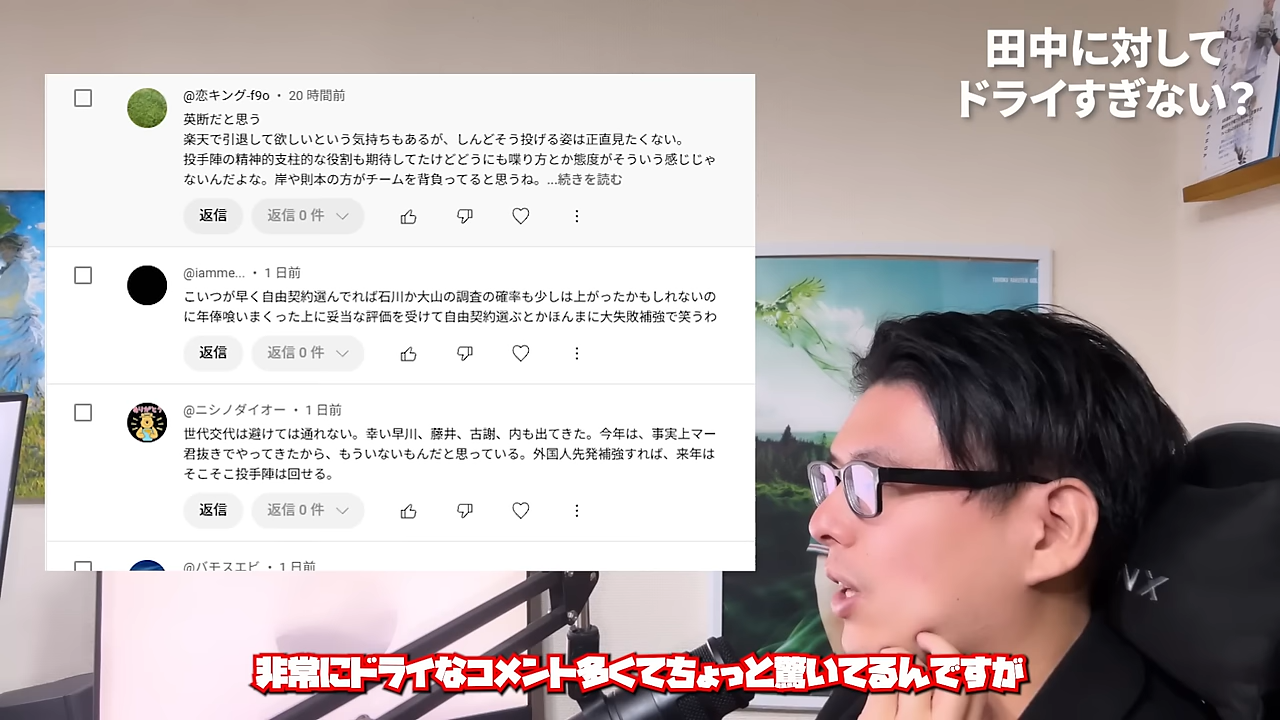 田中に対して
ドライすぎない?
@恋キング-f9o ・ 20 時間前
英断だと思う
楽天で引退して欲しいという気持ちもあるが、しんどそう投げる姿は正直見たくない。
投手陣の精神的支柱的な役割も期待してたけどどうにも喋り方とか態度がそういう感じじゃ
ないんだよな。岸や則本の方がチームを背負ってると思うね。...続きを読む
返信 返信 0 件
@iamme... ・ 1 日前
こいつが早く自由契約選んでれば石川か大山の調査の確率も少しは上がったかもしれないの
に年俸喰いまくった上に妥当な評価を受けて自由契約選ぶとかほんまに大失敗補強で笑うわ
返信 返信 0 件
@ニシノダイオー ・ 1 日前
世代交代は避けては通れない。幸い早川、藤井、古謝、内も出てきた。今年は、事実上マー
君抜きでやってきたから、もういないもんだと思っている。外国人先発補強すれば、来年は
そこそこ投手陣は回せる。
返信 返信 0 件
@バモスエビ ・ 1 日前
非常にドライなコメント多くてちょっと驚いてるんですが